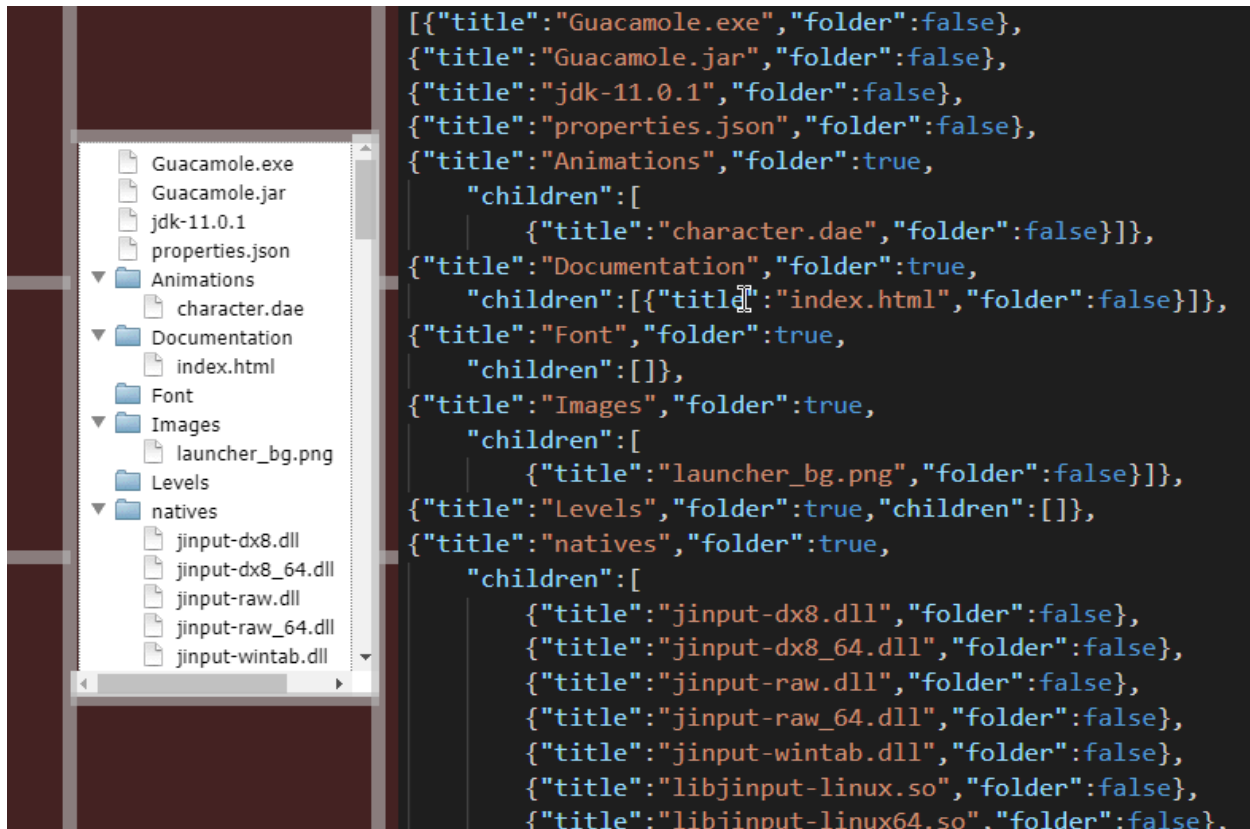 Guacamole.exe
Guacamole.jar
jdk-11.0.1
properties.json
Animations
character.dae
Documentation
index.html
Font
Images
launcher_bg.png
Levels
natives
jinput-dx8.dll
jinput-dx8_64.dll
jinput-raw.dll
jinput-raw_64.dll
jinput-wintab.dll
[{"title":"Guacamole.exe","folder":false},
{"title":"Guacamole.jar","folder":false},
{"title":"jdk-11.0.1","folder":false},
{"title":"properties.json","folder":false},
{"title":"Animations","folder":true,
"children":[
{"title":"character.dae","folder":false}]},
{"title":"Documentation","folder":true,
"children":[{"title":"index.html","folder":false}]},
{"title":"Font","folder":true,
"children":[]},
{"title":"Images","folder":true,
"children":[
{"title":"launcher_bg.png","folder":false}]},
{"title":"Levels","folder":true,"children":[]},
{"title":"natives","folder":true,
"children":[
{"title":"jinput-dx8.dll","folder":false},
{"title":"jinput-dx8_64.dll","folder":false},
{"title":"jinput-raw.dll","folder":false},
{"title":"jinput-raw_64.dll","folder":false},
{"title":"jinput-wintab.dll","folder":false},
{"title":"libjinput-linux.so","folder":false},
{"title":"libjinput-linux64.so","folder":false},